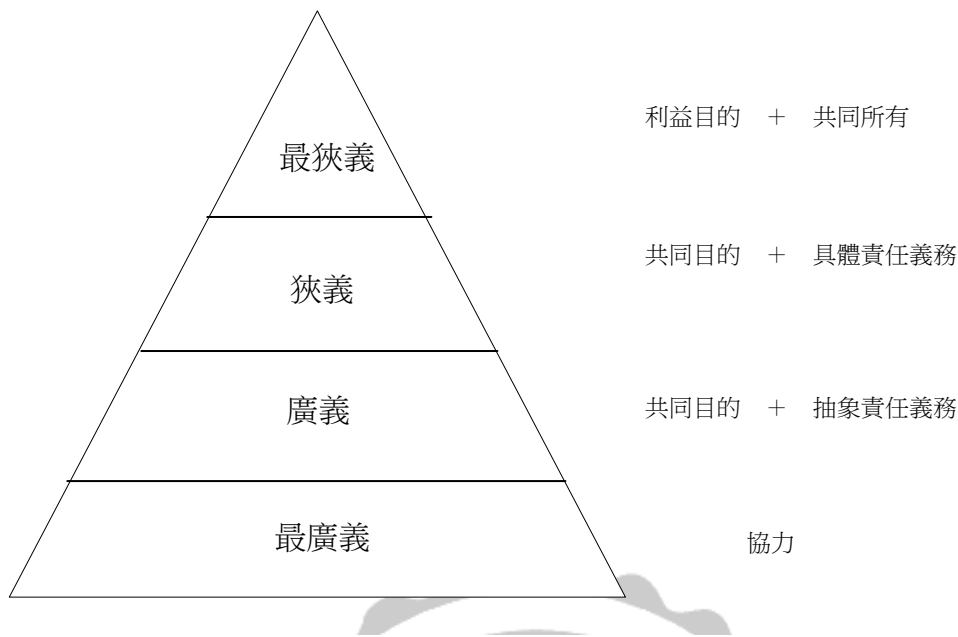 利益目的 ＋ 共同所有
最狹義
共同目的 ＋ 具體責任義務
狹義
共同目的 ＋ 抽象責任義務
廣義
最廣義
協力